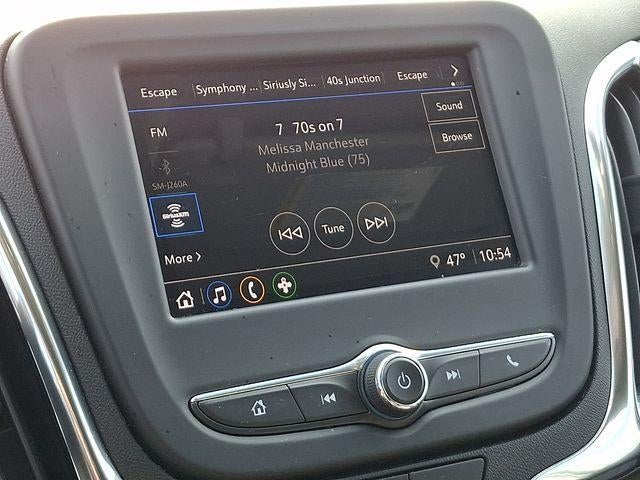 Escape Symphony ... Siriusly Si... 40s Junction Escape
FM
7 70s on 7
Sound
Melissa Manchester
Browse
Midnight Blue (75)
SM-J260A
SiriusXM
Tune
More
47° 10:54